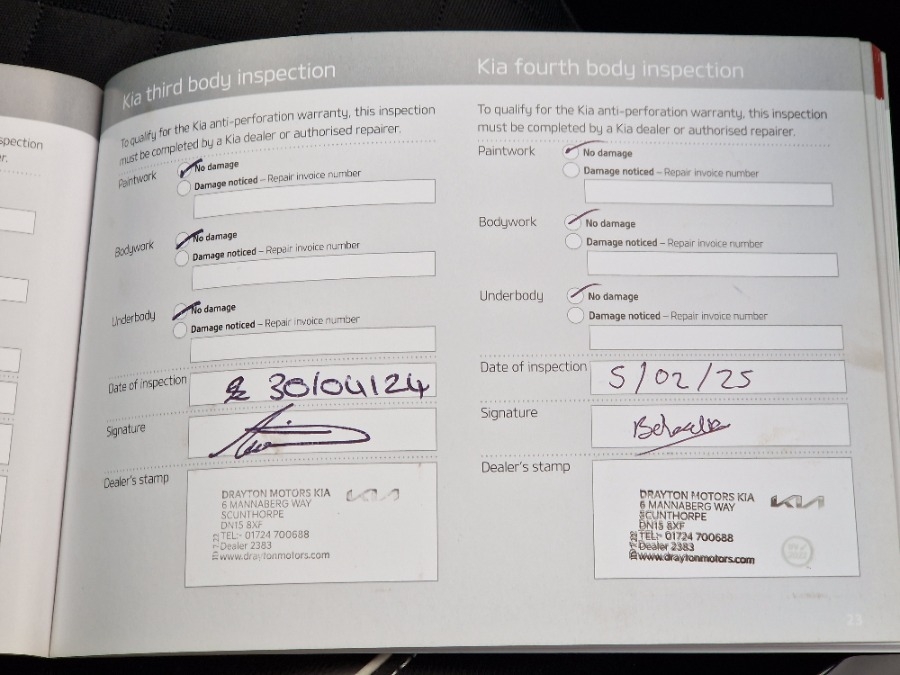 spection
r.
Kia third body inspection
To qualify for the Kia anti-perforation warranty, this inspection
must be completed by a Kia dealer or authorised repairer.
Paintwork
No damage
Damage noticed – Repair invoice number
Bodywork
No damage
Damage noticed – Repair invoice number
Underbody
No damage
Damage noticed – Repair invoice number
Date of inspection
30/04/24
Signature
Dealer's stamp
DRAYTON MOTORS KIA
6 MANNABERG WAY
SCUNTHORPE
DN15 8XF
TEL:- 01724 700688
Dealer 2383
www.draytonmotors.com
KIA
Kia fourth body inspection
To qualify for the Kia anti-perforation warranty, this inspection
must be completed by a Kia dealer or authorised repairer.
Paintwork
No damage
Damage noticed – Repair invoice number
Bodywork
No damage
Damage noticed – Repair invoice number
Underbody
No damage
Damage noticed – Repair invoice number
Date of inspection
5/02/25
Signature
Dealer's stamp
DRAYTON MOTORS KIA
6 MANNABERG WAY
SCUNTHORPE
DN15 8XF
TEL:- 01724 700688
Dealer 2383
www.draytonmotors.com
KIA
23